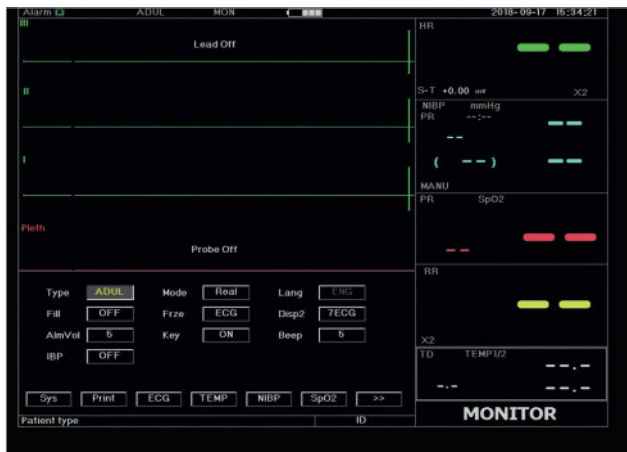 Alarm ADUL MON 2018-09-17 15:34:21
III
Lead Off
II
I
Pleth
Probe Off
HR
-- --
S-T +0.00 mV X2
NIBP mmHg
PR --:--
-- --
( -- ) --
MANU
PR SpO2
-- --
RR
-- --
X2
TD TEMP1/2
--.-
-.- --.-
Type ADUL Mode Real Lang ENG
Fill OFF Frze ECG Disp2 7ECG
AlmVol 5 Key ON Beep 5
IBP OFF
Sys Print ECG TEMP NIBP SpO2 >>
Patient type ID
MONITOR